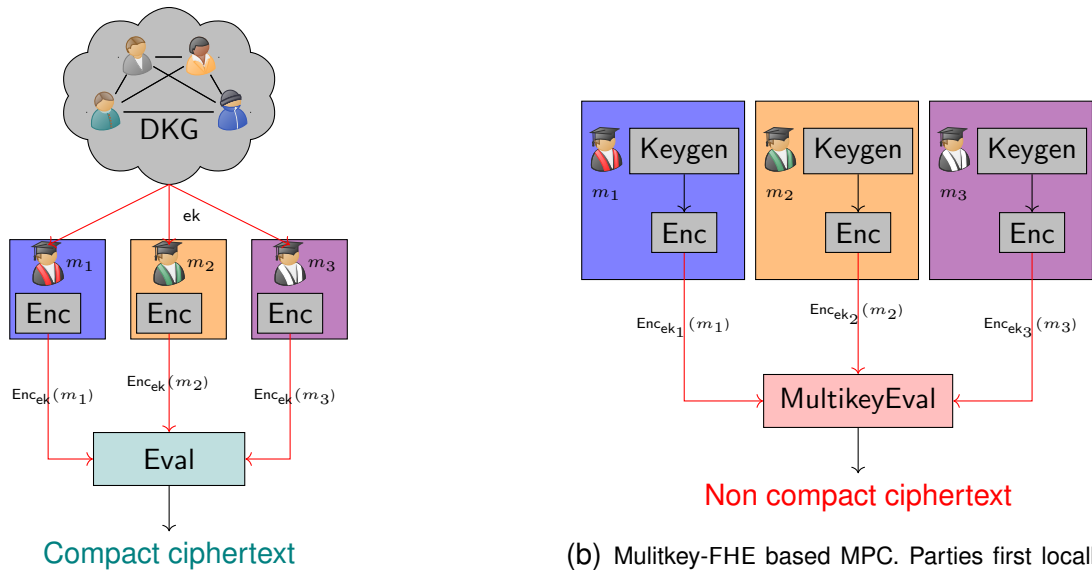 DKG
ek
m1
m2
m3
Enc
Enc
Enc
Encek(m1)
Encek(m2)
Encek(m3)
Eval
Compact ciphertext
Keygen
Keygen
Keygen
m1
m2
m3
Enc
Enc
Enc
Encek1(m1)
Encek2(m2)
Encek3(m3)
MultikeyEval
Non compact ciphertext
(b) Mulitkey-FHE based MPC. Parties first locall